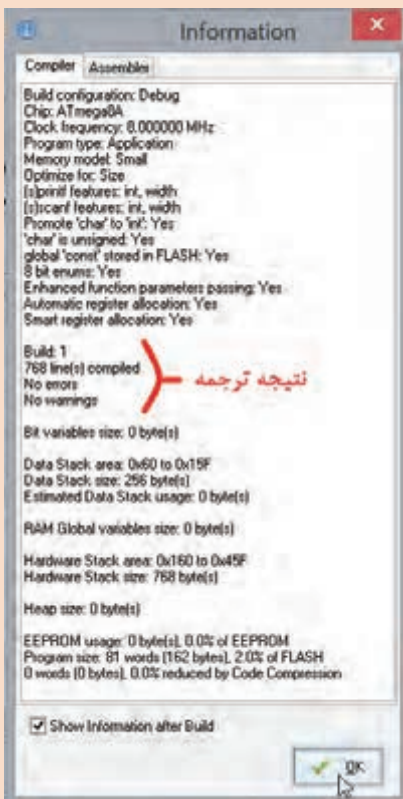 Information
Compiler Assembler
Build configuration: Debug
Chip: ATmega8A
Clock frequency: 8.000000 MHz
Program type: Application
Memory model: Small
Optimize for: Size
(s)printf features: int, width
(s)scanf features: int, width
Promote 'char' to 'int': Yes
'char' is unsigned: Yes
global 'const' stored in FLASH: Yes
8 bit enums: Yes
Enhanced function parameters passing: Yes
Automatic register allocation: Yes
Smart register allocation: Yes
Build: 1
768 line(s) compiled
No errors
No warnings
نتیجه ترجمه
Bit variables size: 0 byte(s)
Data Stack area: 0x60 to 0x15F
Data Stack size: 256 byte(s)
Estimated Data Stack usage: 0 byte(s)
RAM Global variables size: 0 byte(s)
Hardware Stack area: 0x160 to 0x45F
Hardware Stack size: 768 byte(s)
Heap size: 0 byte(s)
EEPROM usage: 0 byte(s), 0.0% of EEPROM
Program size: 81 words (162 bytes), 2.0% of FLASH
0 words (0 bytes), 0.0% reduced by Code Compression
Show Information after Build
OK